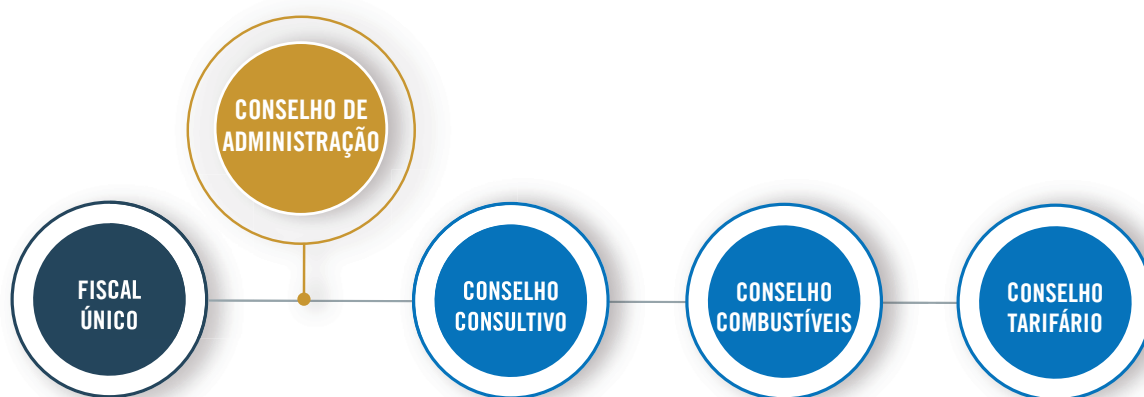 CONSELHO DE
ADMINISTRAÇÃO
FISCAL
ÚNICO
CONSELHO
CONSULTIVO
CONSELHO
COMBUSTÍVEIS
CONSELHO
TARIFÁRIO